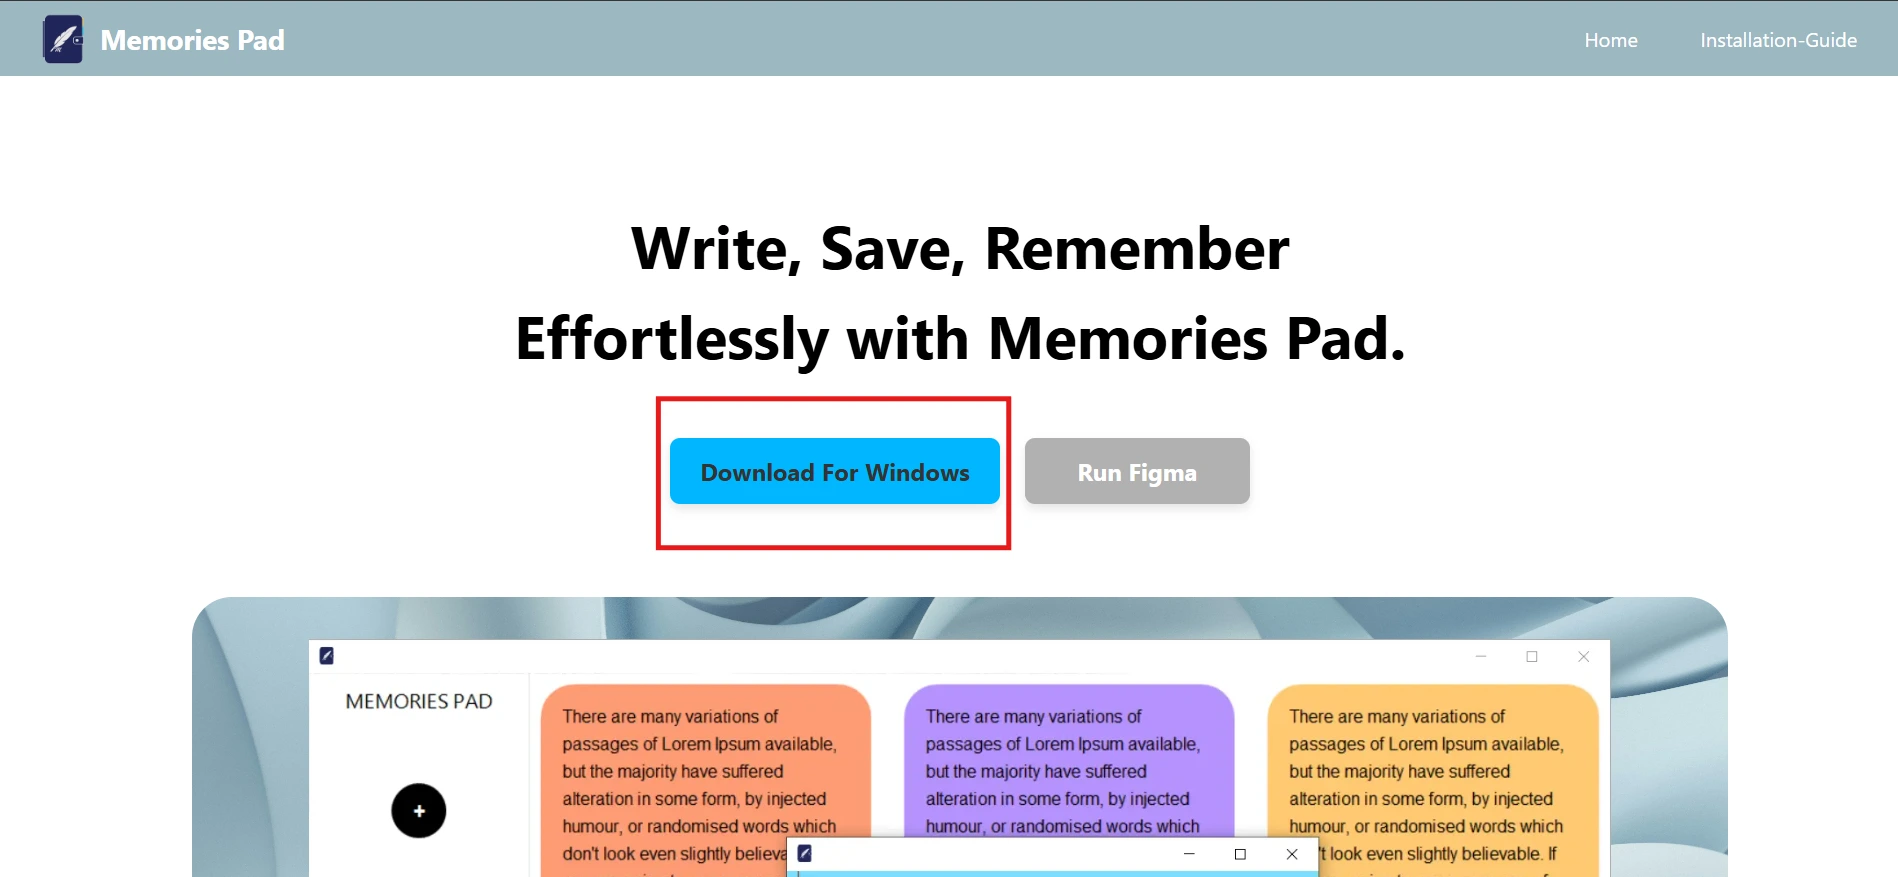 Memories Pad
Home
Installation-Guide
Write, Save, Remember
Effortlessly with Memories Pad.
Download For Windows
Run Figma
MEMORIES PAD
+
There are many variations of
passages of Lorem Ipsum available,
but the majority have suffered
alteration in some form, by injected
humour, or randomised words which
don't look even slightly
There are many variations of
passages of Lorem Ipsum available,
but the majority have suffered
alteration in some form, by injected
humour, or randomised words which
There are many variations of
passages of Lorem Ipsum available,
but the majority have suffered
alteration in some form, by injected
humour, or randomised words which
look even slightly believable. If